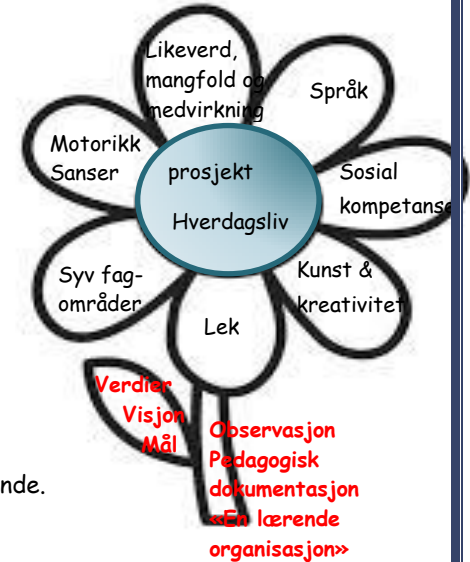 Likeverd,
mangfold og
medvirkning
Språk
Motorikk
Sanser
prosjekt
Hverdagsliv
Sosial
kompetanse
Syv fag-
områder
Kunst &
kreativitet
Lek
Verdier
Visjon
Mål
Observasjon
Pedagogisk
dokumentasjon
«En lærende
organisasjon»
nde.